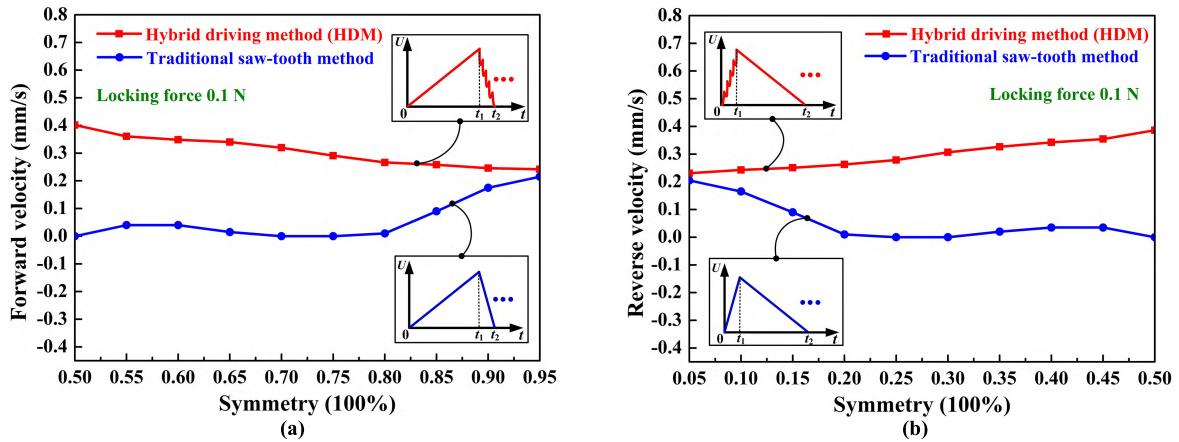 0.8
0.7
0.6
0.5
0.4
0.3
0.2
0.1
0.0
-0.1
-0.2
-0.3
-0.4
Forward velocity (mm/s)
Hybrid driving method (HDM)
Traditional saw-tooth method
Locking force 0.1 N
U
0
t1
t2
t
U
0
t1
t2
t
0.50 0.55 0.60 0.65 0.70 0.75 0.80 0.85 0.90 0.95
Symmetry (100%)
(a)
0.8
0.7
0.6
0.5
0.4
0.3
0.2
0.1
0.0
-0.1
-0.2
-0.3
-0.4
Reverse velocity (mm/s)
Hybrid driving method (HDM)
Traditional saw-tooth method
Locking force 0.1 N
U
0
t1
t2
t
U
0
t1
t2
t
0.05 0.10 0.15 0.20 0.25 0.30 0.35 0.40 0.45 0.50
Symmetry (100%)
(b)